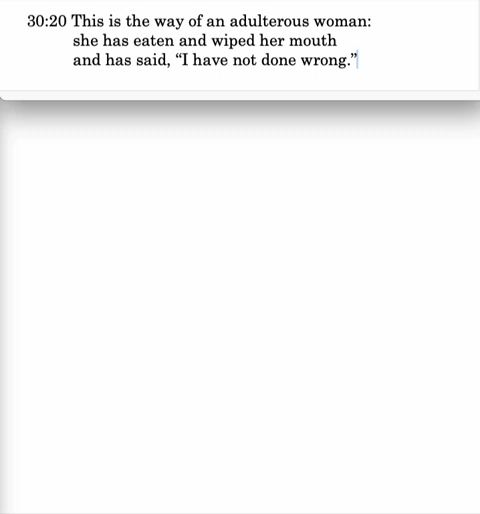 30:20 This is the way of an adulterous woman:
she has eaten and wiped her mouth
and has said, “I have not done wrong.”